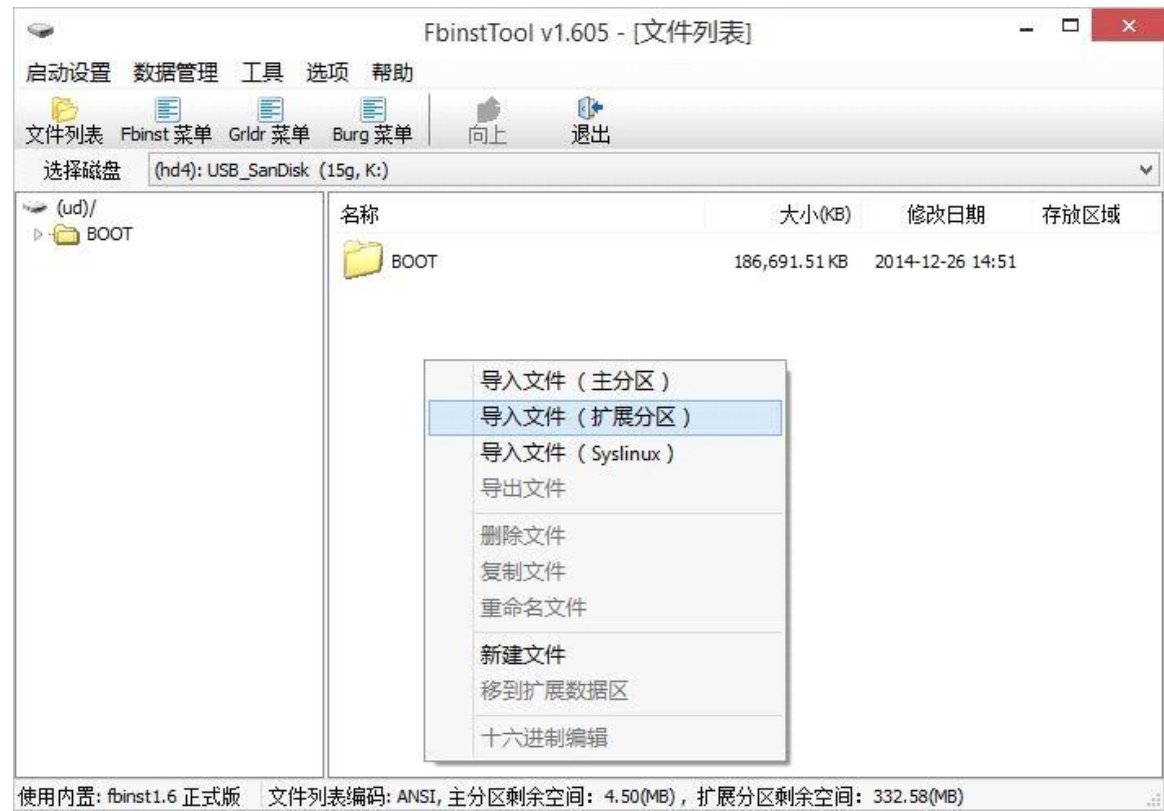 FbinstTool v1.605 - [文件列表]
启动设置 数据管理 工具 选项 帮助
文件列表 Fbinst 菜单 Grldr 菜单 Burg 菜单 向上 退出
选择磁盘 (hd4): USB_SanDisk (15g, K:)
(ud)/
BOOT
名称 大小(KB) 修改日期 存放区域
BOOT 186,691.51 KB 2014-12-26 14:51
导入文件（主分区）
导入文件（扩展分区）
导入文件（Syslinux）
导出文件
删除文件
复制文件
重命名文件
新建文件
移到扩展数据区
十六进制编辑
使用内置: fbinst1.6 正式版 文件列表编码: ANSI, 主分区剩余空间：4.50(MB)，扩展分区剩余空间：332.58(MB)